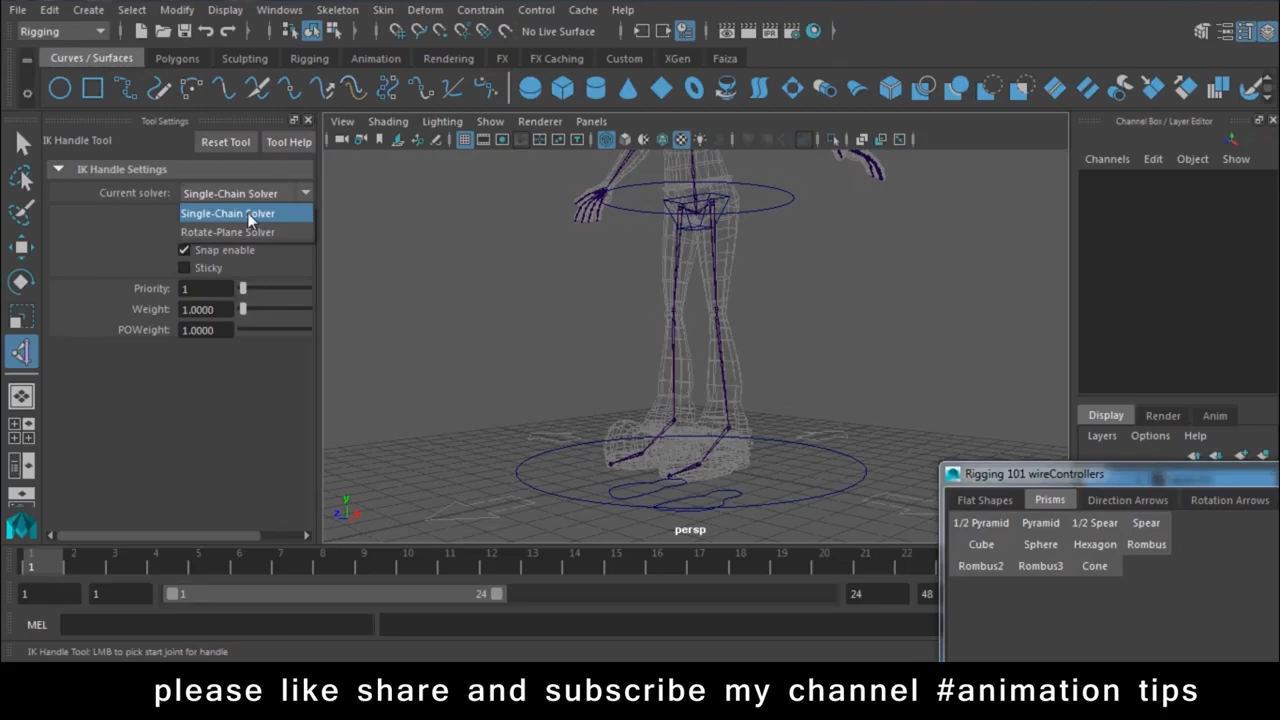 File Edit Create Select Modify Display Windows Skeleton Skin Deform Constrain Control Cache Help
Rigging No Live Surface
Curves / Surfaces Polygons Sculpting Rigging Animation Rendering FX FX Caching Custom XGen Faiza
Tool Settings
IK Handle Tool Reset Tool Tool Help
IK Handle Settings
Current solver: Single-Chain Solver
Single-Chain Solver
Rotate-Plane Solver
Snap enable
Sticky
Priority: 1
Weight: 1.0000
POWeight: 1.0000
View Shading Lighting Show Renderer Panels
persp
Channel Box / Layer Editor
Channels Edit Object Show
Display Render Anim
Layers Options Help
Rigging 101 wireControllers
Flat Shapes Prisms Direction Arrows Rotation Arrows
1/2 Pyramid Pyramid 1/2 Spear Spear
Cube Sphere Hexagon Rombus
Rombus2 Rombus3 Cone
1 2 3 4 5 6 7 8 9 10 11 12 13 14 15 16 17 18 19 20 21 22
1
1 1 1 24 24 48
MEL
IK Handle Tool: LMB to pick start joint for handle
please like share and subscribe my channel #animation tips